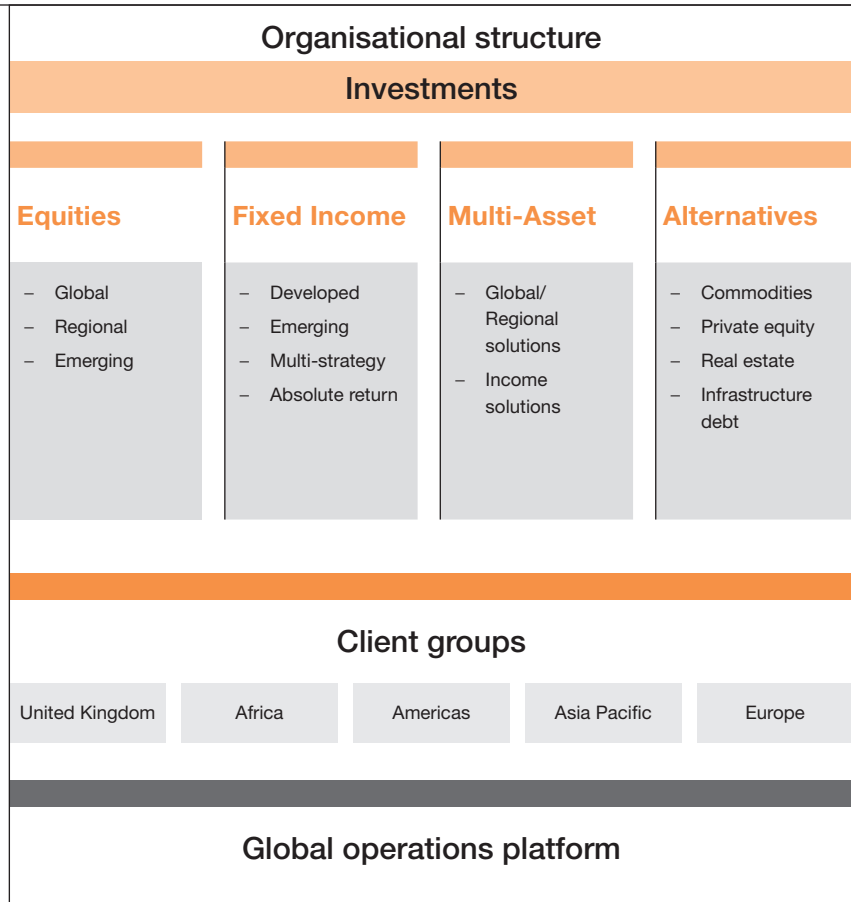 Organisational structure
Investments
Equities
– Global
– Regional
– Emerging
Fixed Income
– Developed
– Emerging
– Multi-strategy
– Absolute return
Multi-Asset
– Global/
Regional
solutions
– Income
solutions
Alternatives
– Commodities
– Private equity
– Real estate
– Infrastructure
debt
Client groups
United Kingdom
Africa
Americas
Asia Pacific
Europe
Global operations platform